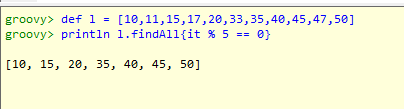 groovy> def l = [10,11,15,17,20,33,35,40,45,47,50]
groovy> println l.findAll{it % 5 == 0}
[10, 15, 20, 35, 40, 45, 50]